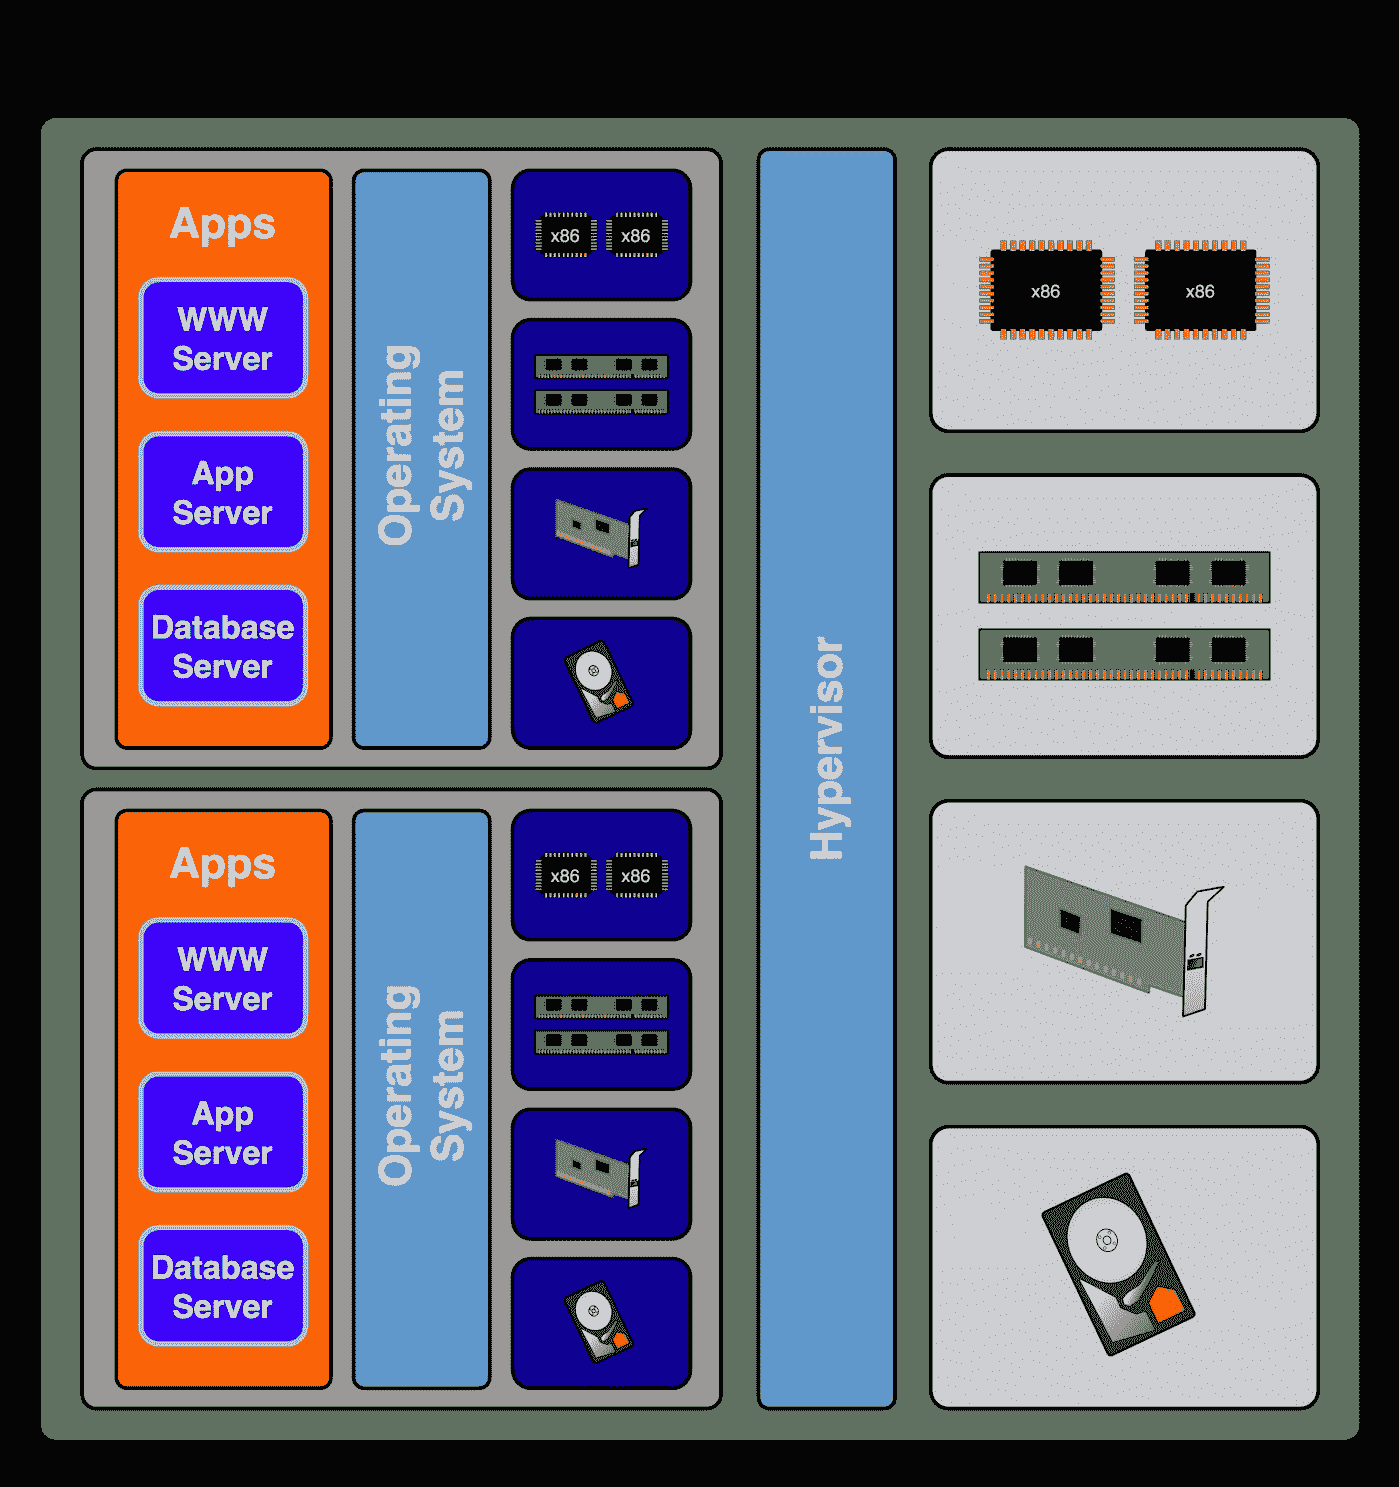 Apps
WWW
Server
App
Server
Database
Server
Operating
System
x86 x86
Apps
WWW
Server
App
Server
Database
Server
Operating
System
x86 x86
Hypervisor
x86 x86